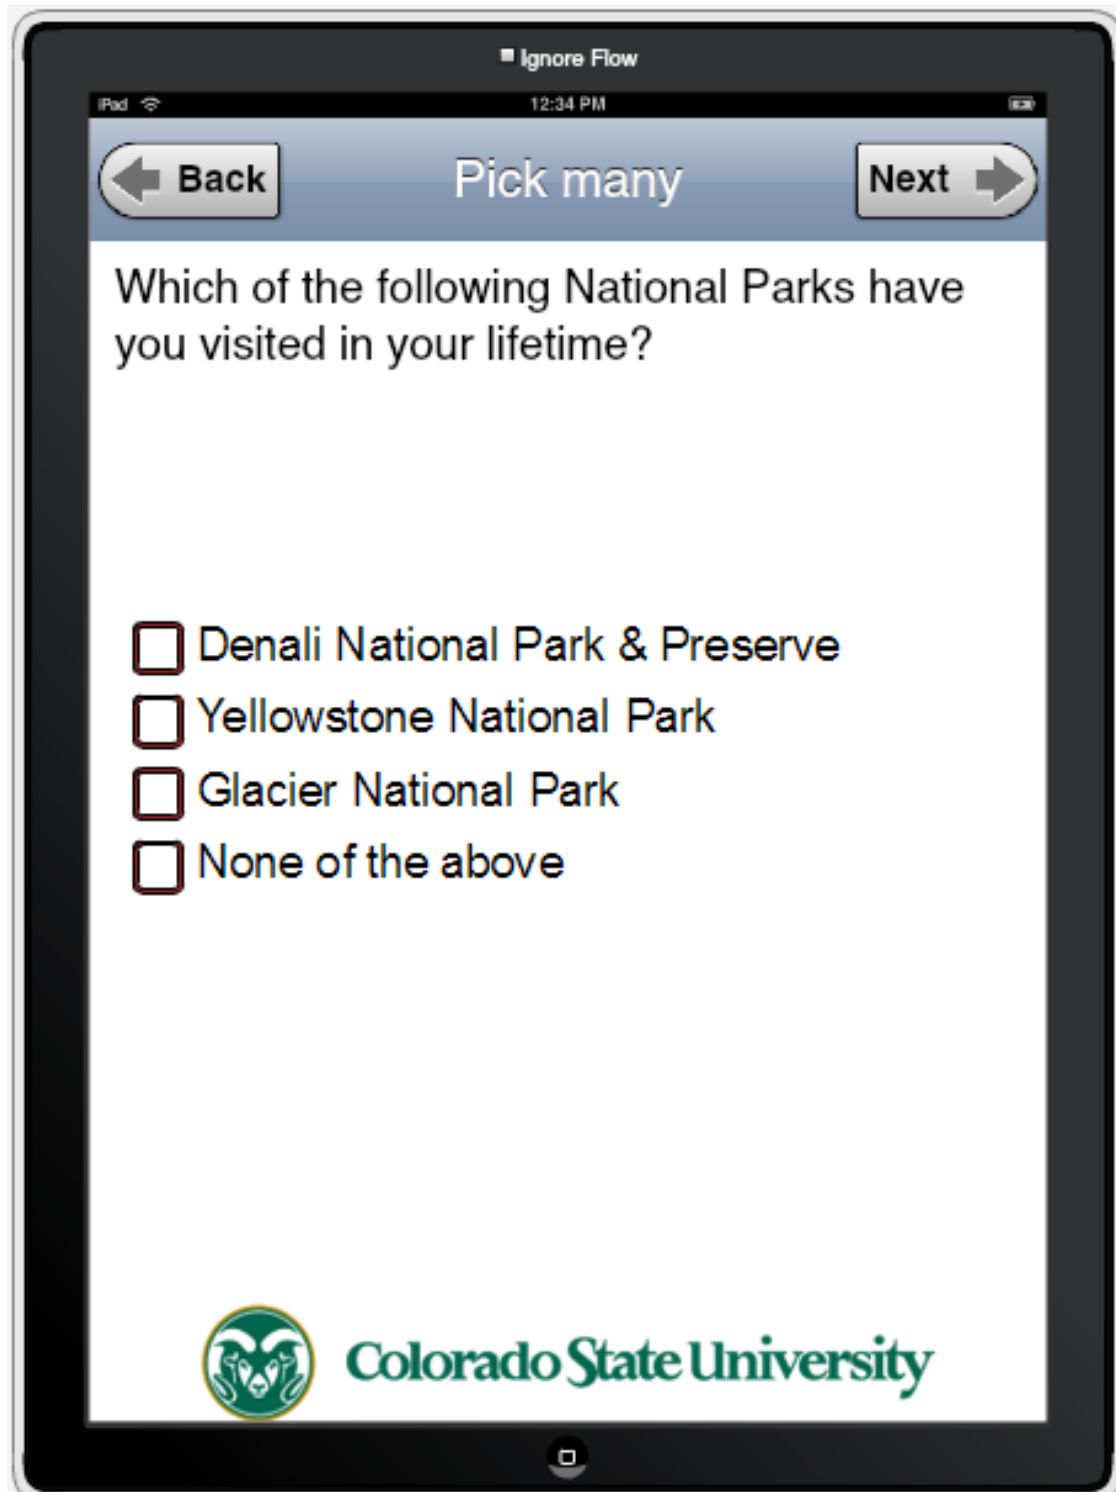 Ignore Flow
iPad
12:34 PM
Back
Pick many
Next
Which of the following National Parks have
you visited in your lifetime?
Denali National Park & Preserve
Yellowstone National Park
Glacier National Park
None of the above
Colorado State University